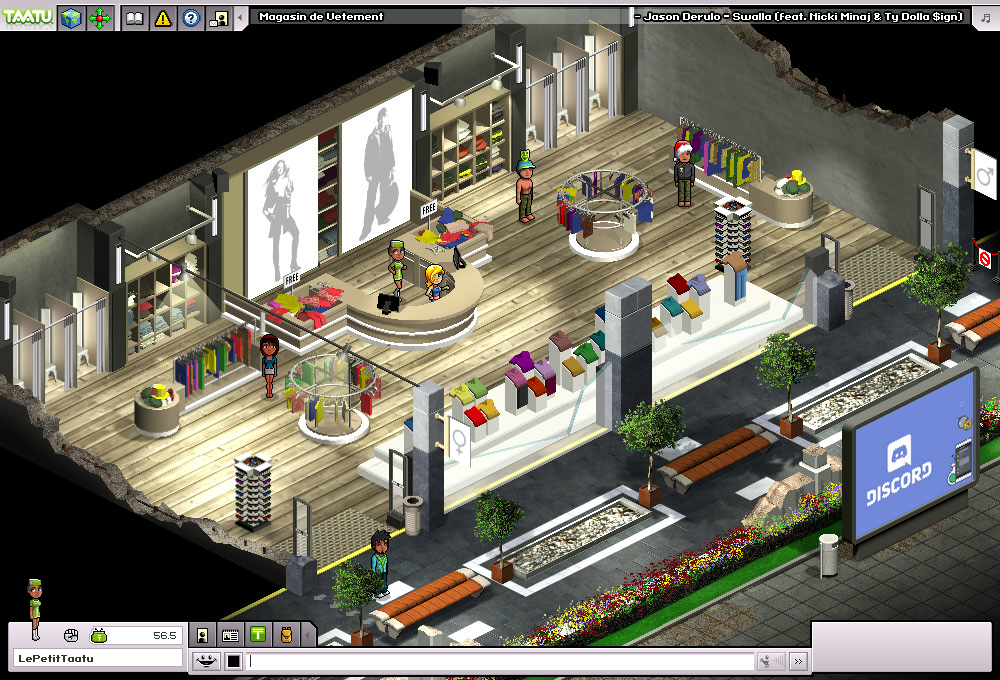 TAATU
Magasin de Vetement
- Jason Derulo - Swalla (feat. Nicki Minaj & Ty Dolla $ign)
FREE
FREE
DISCORD
56.5
T
LePetitTaatu